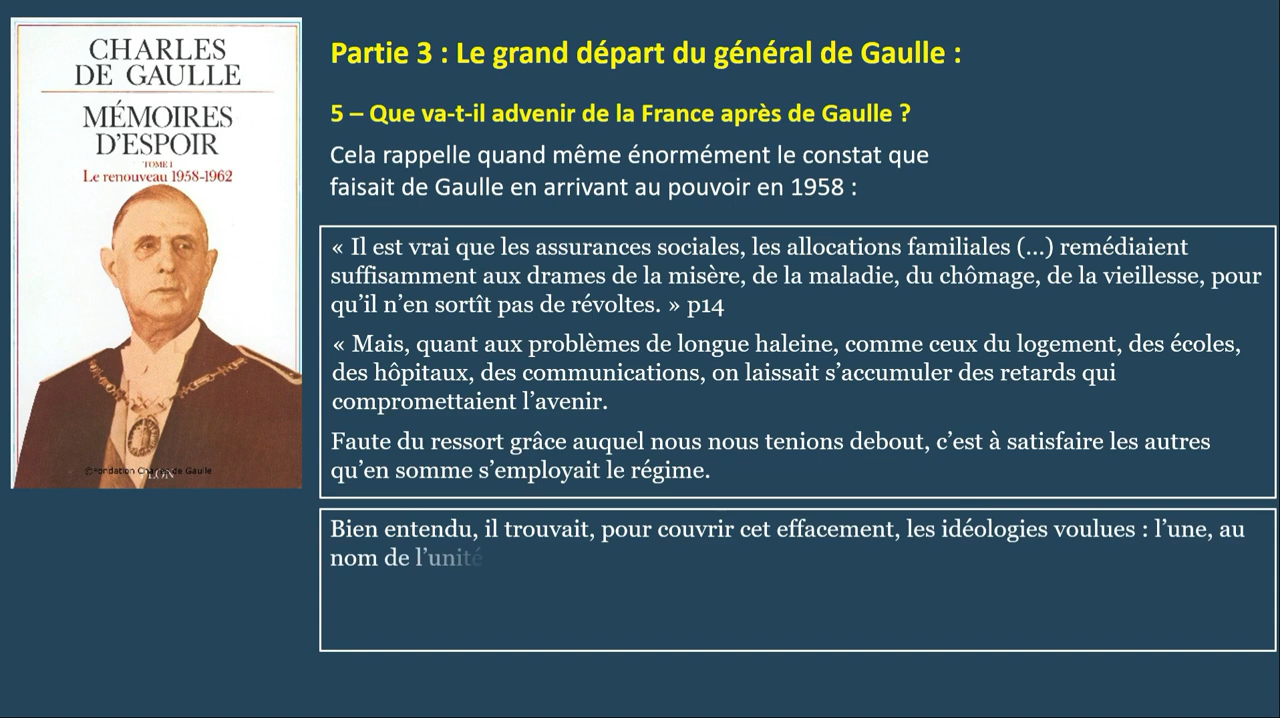 CHARLES
DE GAULLE
MÉMOIRES
D'ESPOIR
TOME I
Le renouveau 1958-1962
©Fondation Charles de Gaulle
PLON
Partie 3 : Le grand départ du général de Gaulle :
5 – Que va-t-il advenir de la France après de Gaulle ?
Cela rappelle quand même énormément le constat que
faisait de Gaulle en arrivant au pouvoir en 1958 :
« Il est vrai que les assurances sociales, les allocations familiales (…) remédiaient
suffisamment aux drames de la misère, de la maladie, du chômage, de la vieillesse, pour
qu’il n’en sortît pas de révoltes. » p14
« Mais, quant aux problèmes de longue haleine, comme ceux du logement, des écoles,
des hôpitaux, des communications, on laissait s’accumuler des retards qui
compromettaient l’avenir.
Faute du ressort grâce auquel nous nous tenions debout, c’est à satisfaire les autres
qu’en somme s’employait le régime.
Bien entendu, il trouvait, pour couvrir cet effacement, les idéologies voulues : l’une, au
nom de l’unité